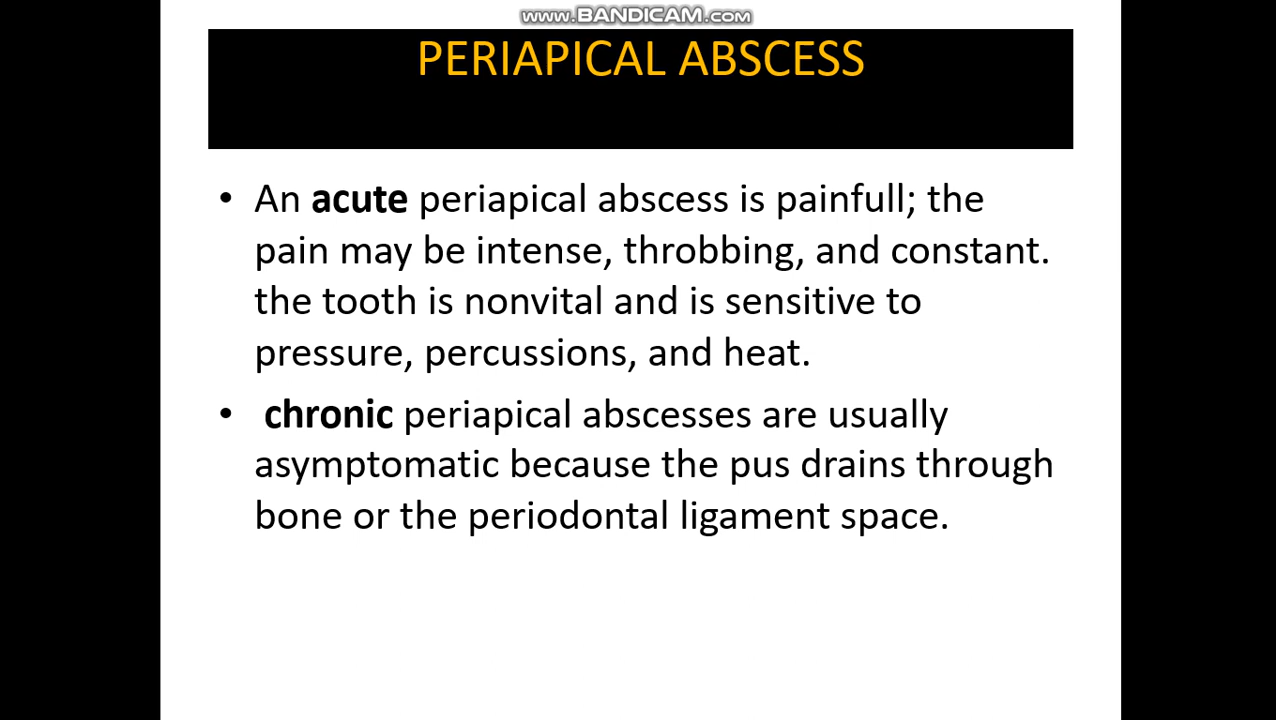 www.BANDICAM.com
PERIAPICAL ABSCESS
• An acute periapical abscess is painfull; the
pain may be intense, throbbing, and constant.
the tooth is nonvital and is sensitive to
pressure, percussions, and heat.
• chronic periapical abscesses are usually
asymptomatic because the pus drains through
bone or the periodontal ligament space.